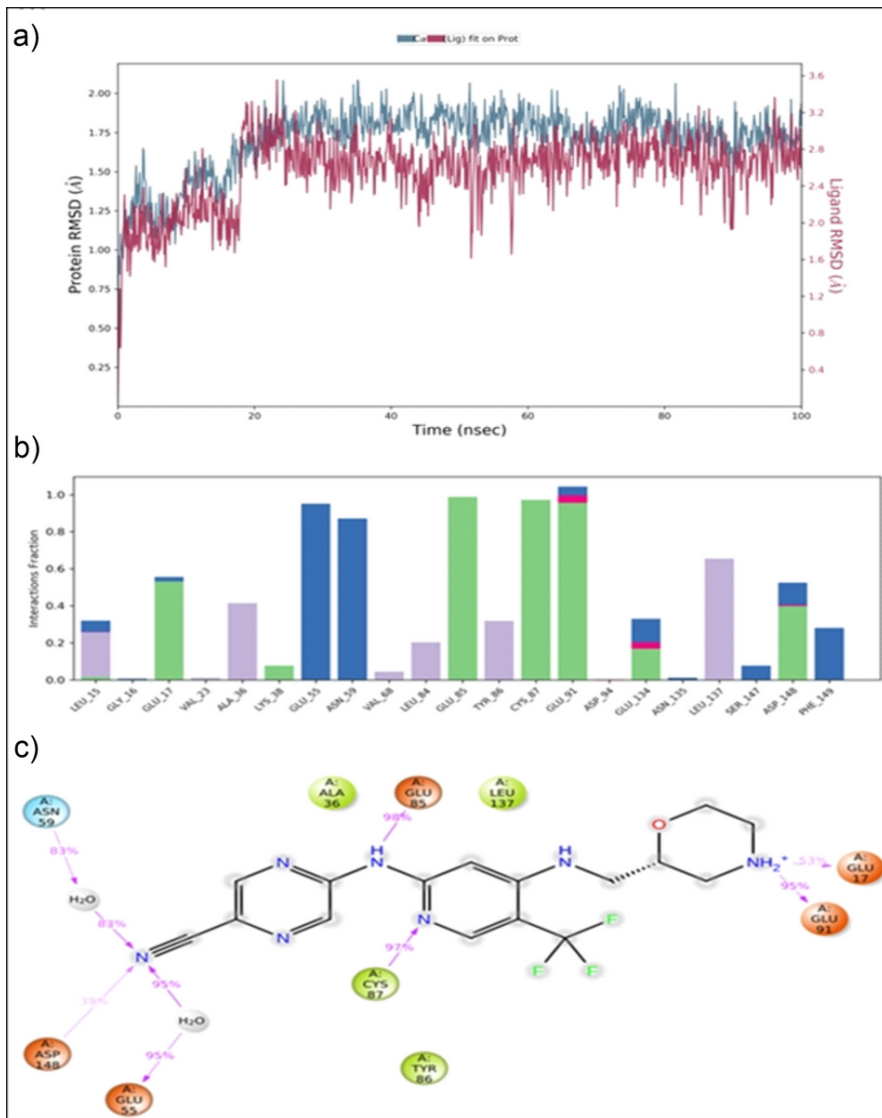 a)
(Lig) fit on Prot
Protein RMSD (Å)
2.00
1.75
1.50
1.25
1.00
0.75
0.50
0.25
3.6
3.2
2.8
2.4
2.0
1.6
1.2
0.8
0.4
Ligand RMSD (Å)
0 20 40 60 80 100
Time (nsec)
b)
Interactions Fraction
1.0
0.8
0.6
0.4
0.2
0.0
LEU_15 GLY_16 GLU_17 VAL_23 ALA_36 LYS_38 GLU_55 ASN_59 VAL_68 LEU_84 GLU_85 TYR_86 CYS_87 GLU_91 ASP_94 GLU_134 ASN_135 LEU_137 SER_147 ASP_148 PHE_149
c)
A:
ASN
59
A:
ALA
36
A:
GLU
85
A:
LEU
137
83%
98%
H₂O
83%
N
H
N
N
N
N
H
N
O
NH₂⁺
53%
A:
GLU
17
95%
A:
GLU
91
F
F
F
97%
A:
CYS
87
95%
39%
H₂O
95%
A:
ASP
148
A:
GLU
55
A:
TYR
86